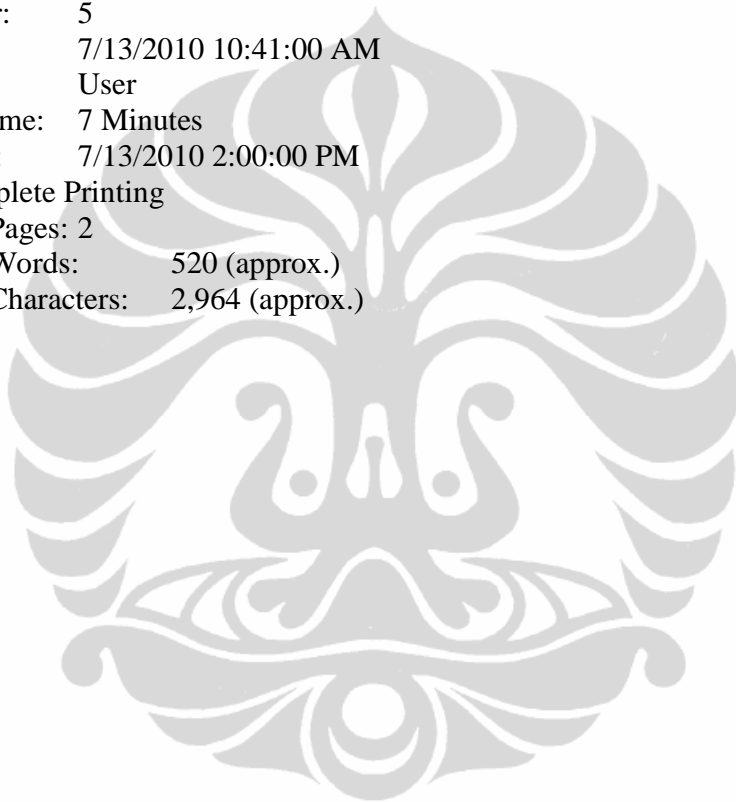 r: 5
7/13/2010 10:41:00 AM
User
me: 7 Minutes
: 7/13/2010 2:00:00 PM
plete Printing
Pages: 2
Words: 520 (approx.)
Characters: 2,964 (approx.)